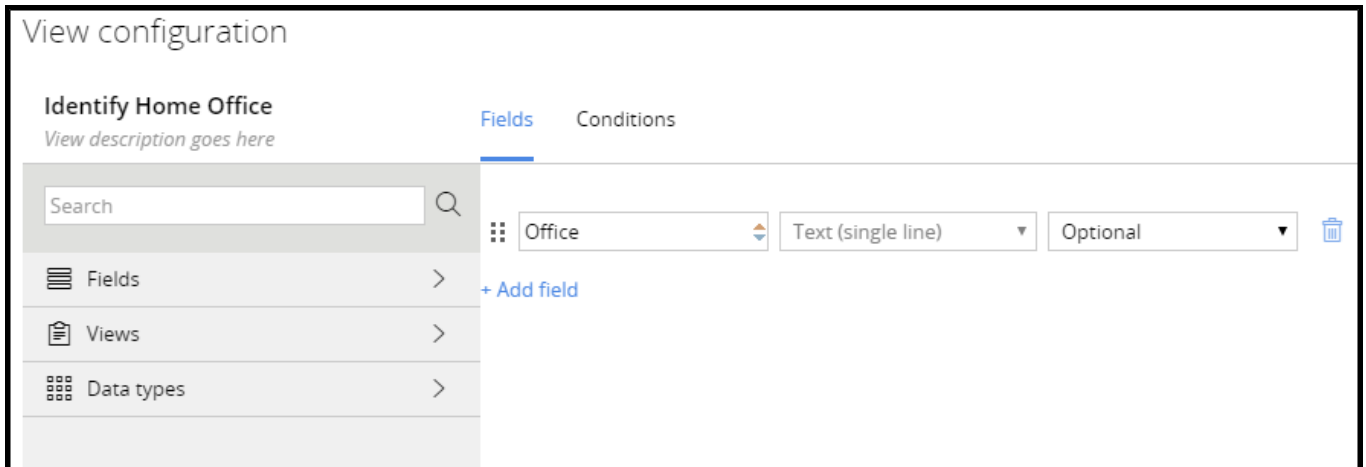 View configuration
Identify Home Office
View description goes here
Fields Conditions
Search
Office Text (single line) Optional
Fields
+ Add field
Views
Data types